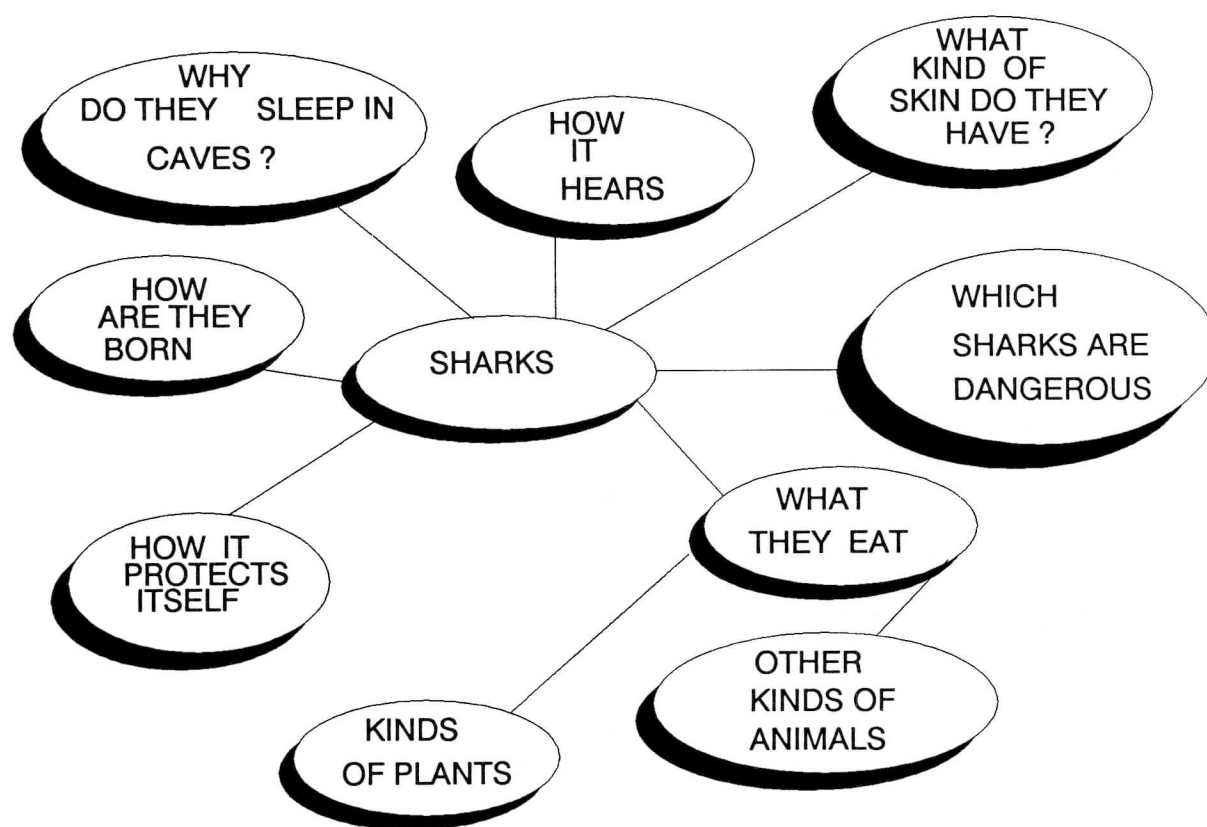 WHY
DO THEY SLEEP IN
CAVES ?
HOW
IT
HEARS
WHAT
KIND OF
SKIN DO THEY
HAVE ?
HOW
ARE THEY
BORN
SHARKS
WHICH
SHARKS ARE
DANGEROUS
HOW IT
PROTECTS
ITSELF
WHAT
THEY EAT
KINDS
OF PLANTS
OTHER
KINDS OF
ANIMALS